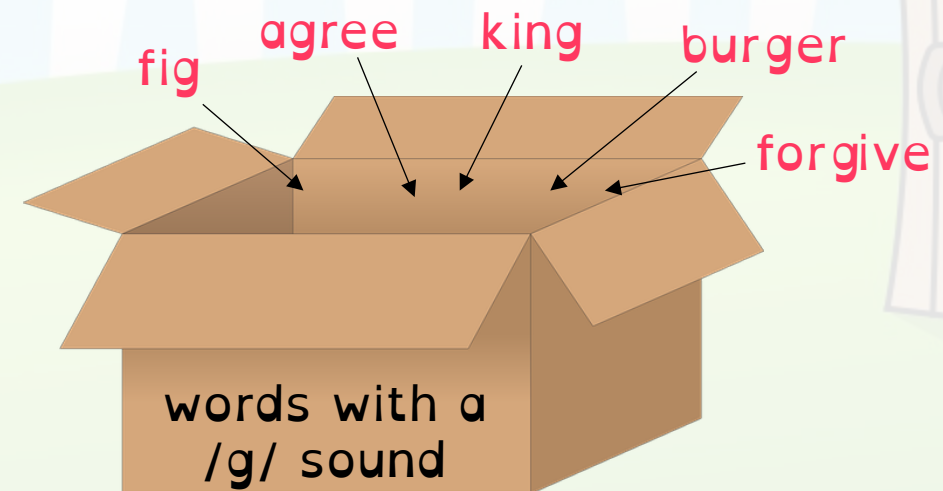 fig
agree
king
burger
forgive
words with a
/g/ sound